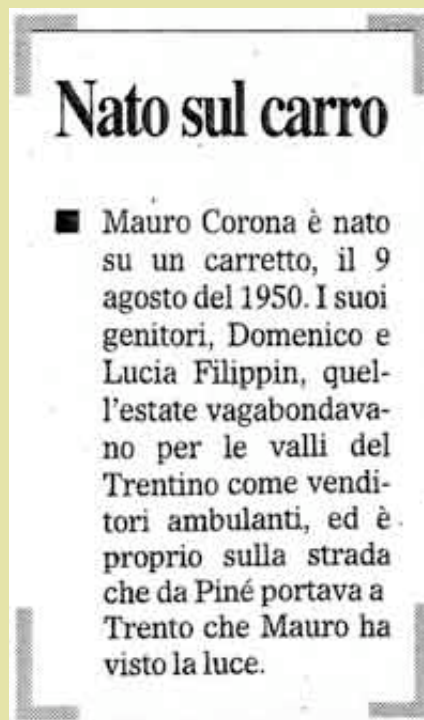 Nato sul carro
■ Mauro Corona è nato
su un carretto, il 9
agosto del 1950. I suoi
genitori, Domenico e
Lucia Filippin, quel-
l'estate vagabondava-
no per le valli del
Trentino come vendi-
tori ambulanti, ed è
proprio sulla strada
che da Piné portava a
Trento che Mauro ha
visto la luce.